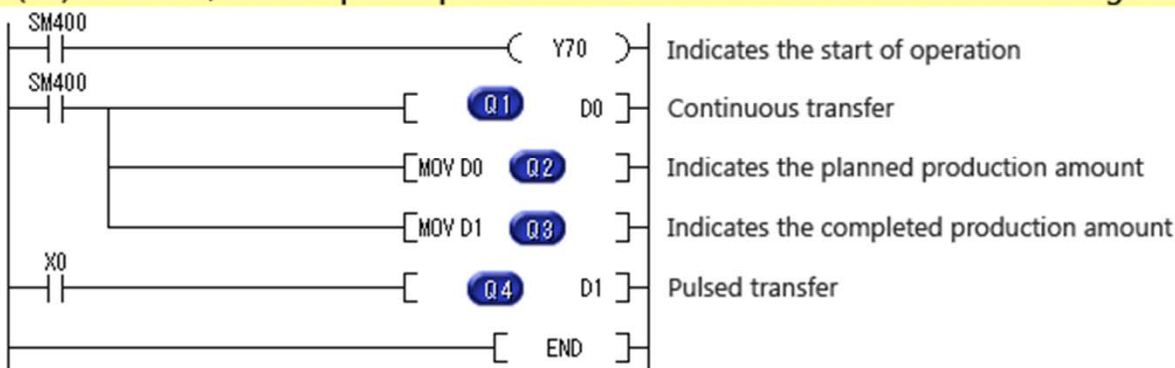 SM400
Y70 Indicates the start of operation
SM400
Q1 D0 Continuous transfer
MOV D0 Q2 Indicates the planned production amount
MOV D1 Q3 Indicates the completed production amount
X0
Q4 D1 Pulsed transfer
END